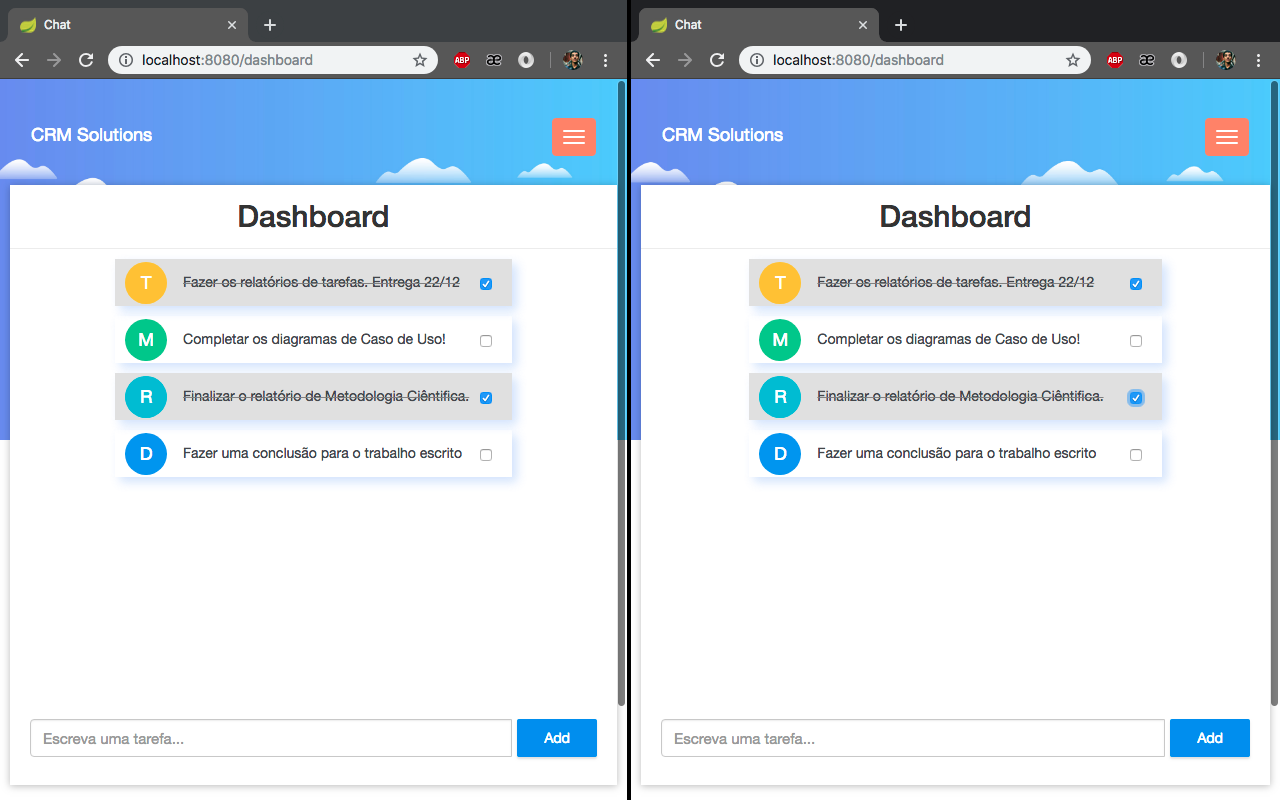 Chat
localhost:8080/dashboard
ABP
æ
CRM Solutions
Dashboard
T
Fazer os relatórios de tarefas. Entrega 22/12
M
Completar os diagramas de Caso de Uso!
R
Finalizar o relatório de Metodologia Ciêntifica.
D
Fazer uma conclusão para o trabalho escrito
Escreva uma tarefa...
Add
Chat
localhost:8080/dashboard
ABP
æ
CRM Solutions
Dashboard
T
Fazer os relatórios de tarefas. Entrega 22/12
M
Completar os diagramas de Caso de Uso!
R
Finalizar o relatório de Metodologia Ciêntifica.
D
Fazer uma conclusão para o trabalho escrito
Escreva uma tarefa...
Add